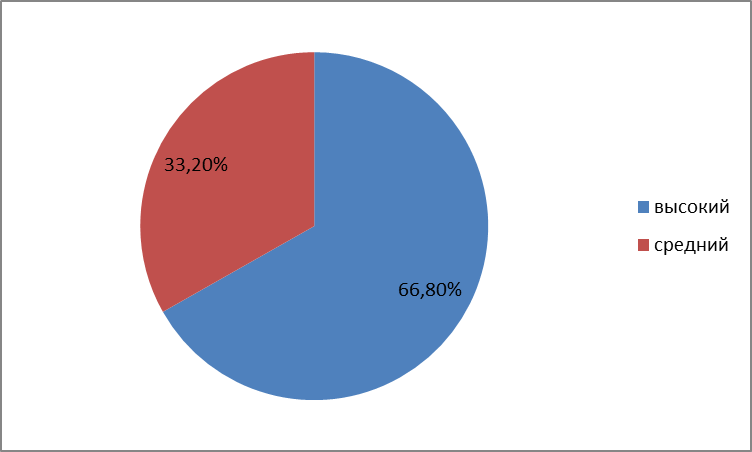 33,20%
66,80%
высокий
средний